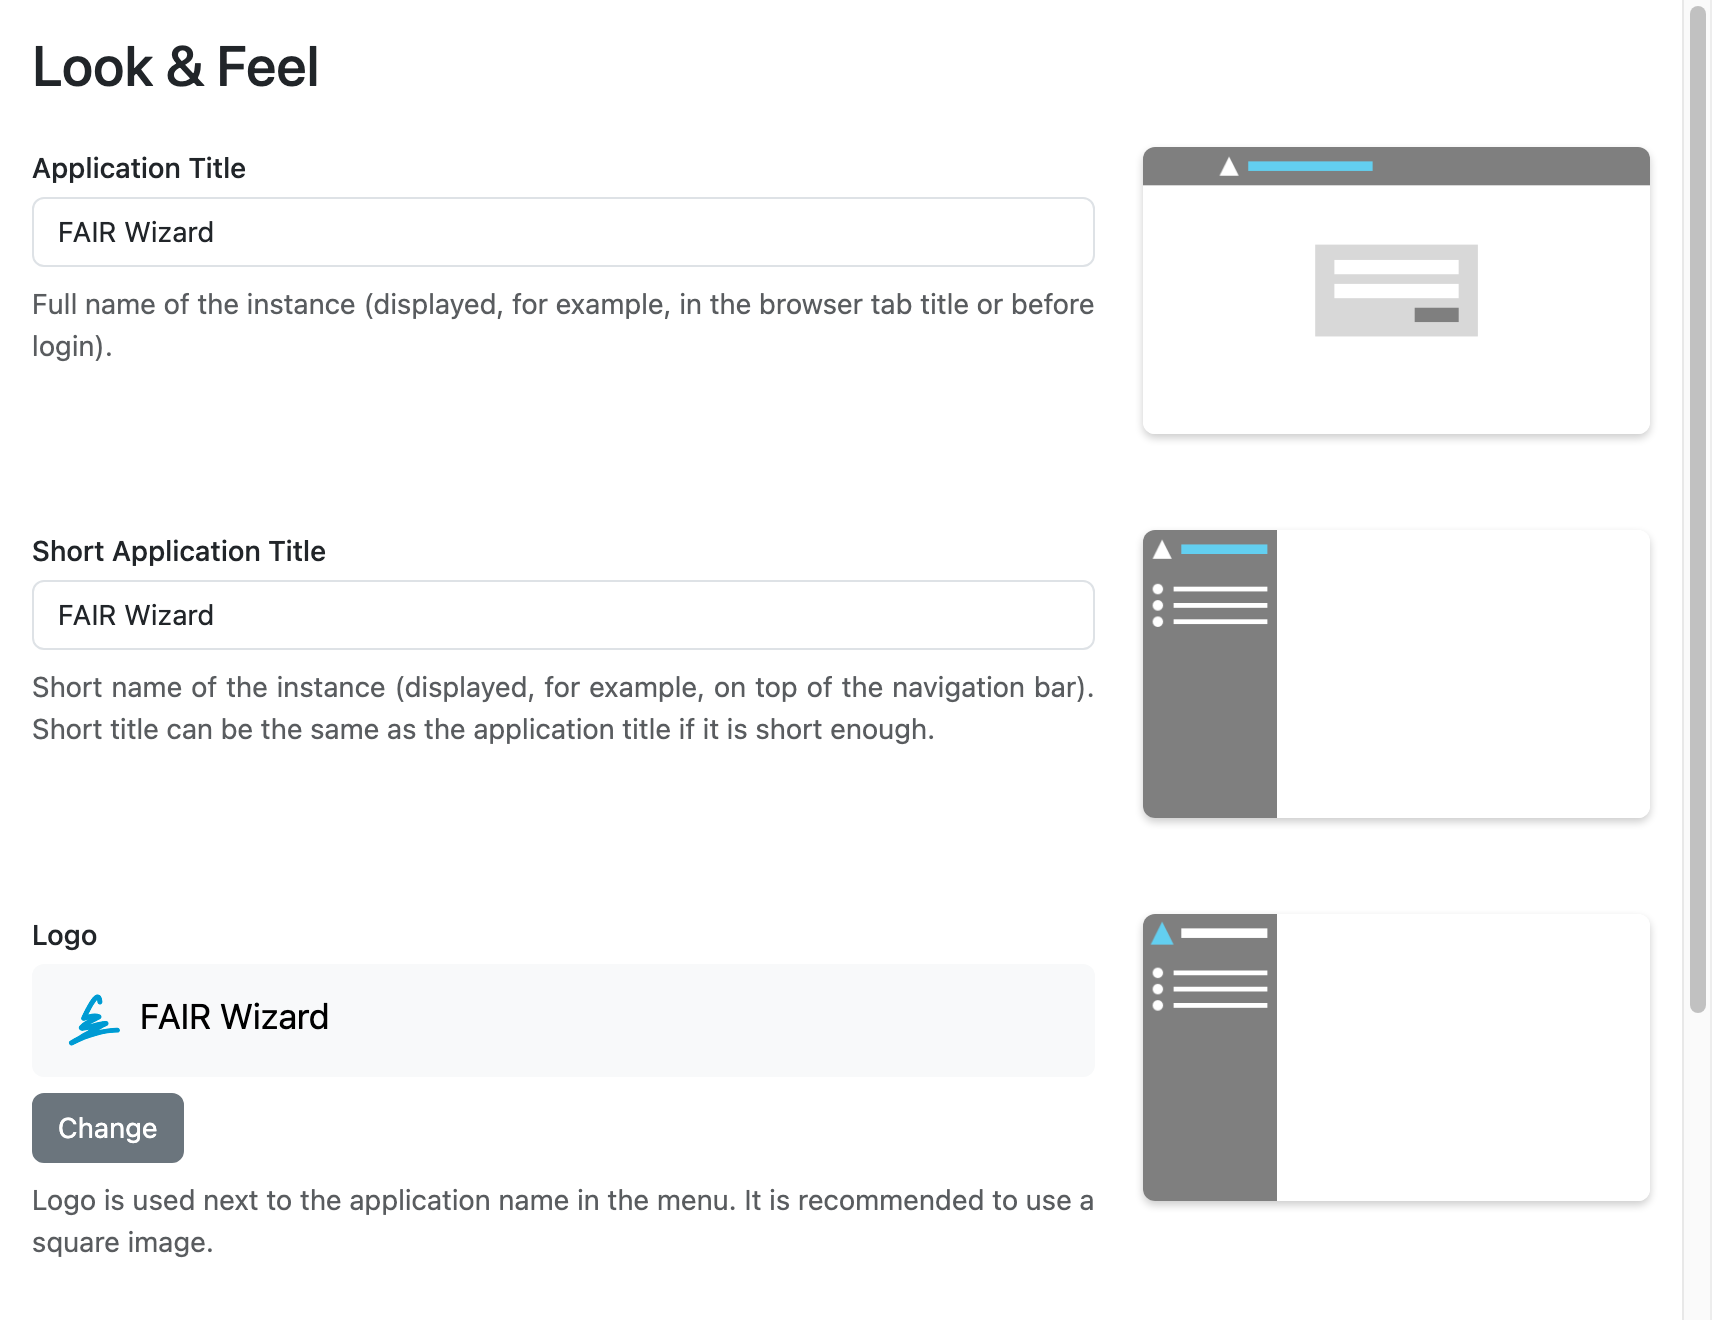 Look & Feel
Application Title
FAIR Wizard
Full name of the instance (displayed, for example, in the browser tab title or before
login).
Short Application Title
FAIR Wizard
Short name of the instance (displayed, for example, on top of the navigation bar).
Short title can be the same as the application title if it is short enough.
Logo
FAIR Wizard
Change
Logo is used next to the application name in the menu. It is recommended to use a
square image.